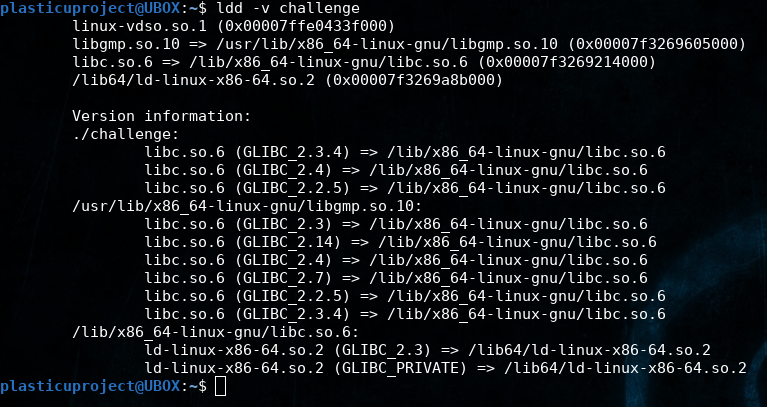 plasticuproject@UBOX:~$ ldd -v challenge
linux-vdso.so.1 (0x00007ffe0433f000)
libgmp.so.10 => /usr/lib/x86_64-linux-gnu/libgmp.so.10 (0x00007f3269605000)
libc.so.6 => /lib/x86_64-linux-gnu/libc.so.6 (0x00007f3269214000)
/lib64/ld-linux-x86-64.so.2 (0x00007f3269a8b000)
Version information:
./challenge:
libc.so.6 (GLIBC_2.3.4) => /lib/x86_64-linux-gnu/libc.so.6
libc.so.6 (GLIBC_2.4) => /lib/x86_64-linux-gnu/libc.so.6
libc.so.6 (GLIBC_2.2.5) => /lib/x86_64-linux-gnu/libc.so.6
/usr/lib/x86_64-linux-gnu/libgmp.so.10:
libc.so.6 (GLIBC_2.3) => /lib/x86_64-linux-gnu/libc.so.6
libc.so.6 (GLIBC_2.14) => /lib/x86_64-linux-gnu/libc.so.6
libc.so.6 (GLIBC_2.4) => /lib/x86_64-linux-gnu/libc.so.6
libc.so.6 (GLIBC_2.7) => /lib/x86_64-linux-gnu/libc.so.6
libc.so.6 (GLIBC_2.2.5) => /lib/x86_64-linux-gnu/libc.so.6
libc.so.6 (GLIBC_2.3.4) => /lib/x86_64-linux-gnu/libc.so.6
/lib/x86_64-linux-gnu/libc.so.6:
ld-linux-x86-64.so.2 (GLIBC_2.3) => /lib64/ld-linux-x86-64.so.2
ld-linux-x86-64.so.2 (GLIBC_PRIVATE) => /lib64/ld-linux-x86-64.so.2
plasticuproject@UBOX:~$